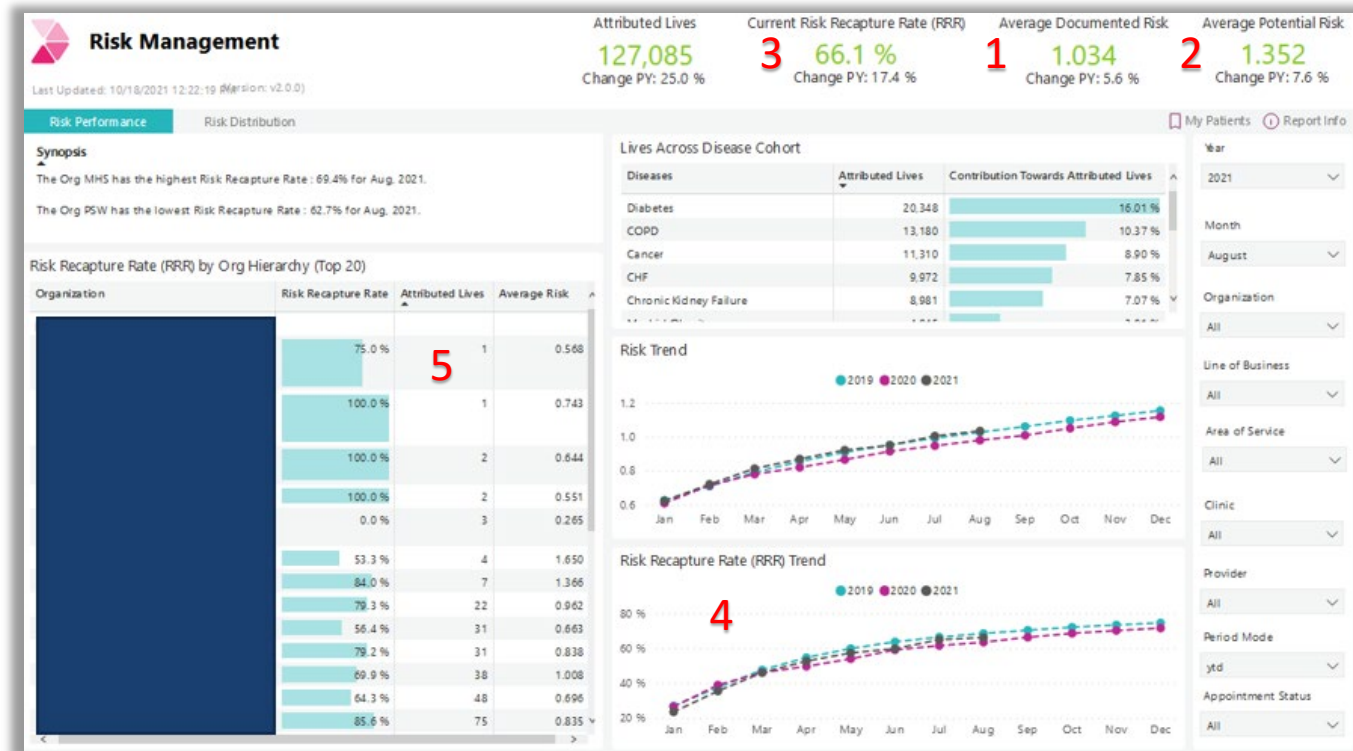 Risk Management
Last Updated: 10/18/2021 12:22:19 PM (Version: v2.0.0)
Attributed Lives
127,085
Change PY: 25.0 %
Current Risk Recapture Rate (RRR)
3
66.1 %
Change PY: 17.4 %
Average Documented Risk
1
1.034
Change PY: 5.6 %
Average Potential Risk
2
1.352
Change PY: 7.6 %
Risk Performance Risk Distribution My Patients Report Info
Synopsis
The Org MHS has the highest Risk Recapture Rate : 69.4% for Aug, 2021.
The Org PSW has the lowest Risk Recapture Rate : 62.7% for Aug, 2021.
Risk Recapture Rate (RRR) by Org Hierarchy (Top 20)
Organization Risk Recapture Rate Attributed Lives Average Risk
75.0 % 1 0.568
5
100.0 % 1 0.743
100.0 % 2 0.644
100.0 % 2 0.551
0.0 % 3 0.265
53.3 % 4 1.650
84.0 % 7 1.366
79.3 % 22 0.962
56.4 % 31 0.663
79.2 % 31 0.838
69.9 % 38 1.008
64.3 % 48 0.696
85.6 % 75 0.835
Lives Across Disease Cohort
Diseases Attributed Lives Contribution Towards Attributed Lives
Diabetes 20,348 16.01 %
COPD 13,180 10.37 %
Cancer 11,310 8.90 %
CHF 9,972 7.85 %
Chronic Kidney Failure 8,981 7.07 %
Risk Trend
2019 2020 2021
1.2
1.0
0.8
0.6
Jan Feb Mar Apr May Jun Jul Aug Sep Oct Nov Dec
Risk Recapture Rate (RRR) Trend
2019 2020 2021
4
80 %
60 %
40 %
20 %
Jan Feb Mar Apr May Jun Jul Aug Sep Oct Nov Dec
Year
2021
Month
August
Organization
All
Line of Business
All
Area of Service
All
Clinic
All
Provider
All
Period Mode
ytd
Appointment Status
All